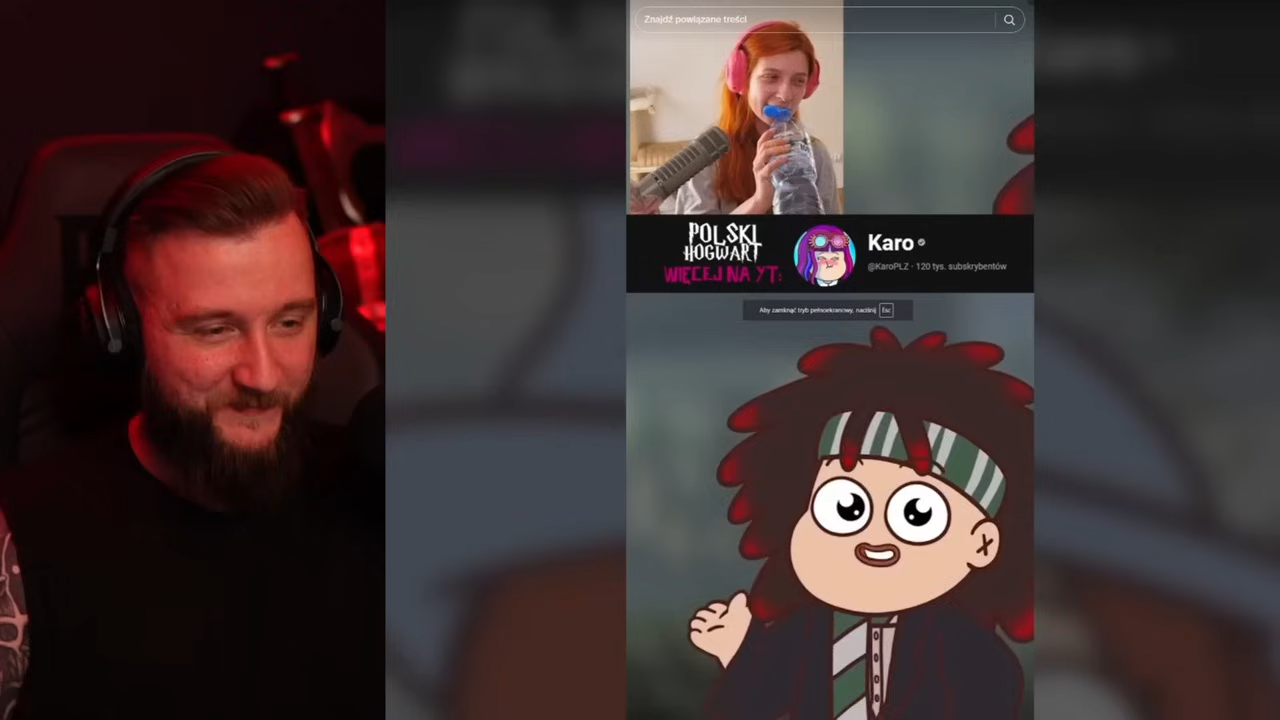 Znajdź powiązane treści
POLSKI
HOGWART
WIĘCEJ NA YT:
Karo
@KaroPLZ · 120 tys. subskrybentów
Aby zamknąć tryb pełnoekranowy, naciśnij Esc